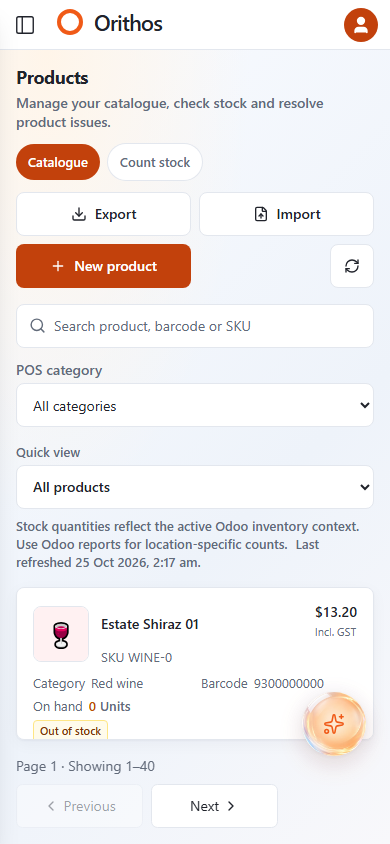 Orithos
Products
Manage your catalogue, check stock and resolve
product issues.
Catalogue
Count stock
Export
Import
New product
Search product, barcode or SKU
POS category
All categories
Quick view
All products
Stock quantities reflect the active Odoo inventory context.
Use Odoo reports for location-specific counts. Last
refreshed 25 Oct 2026, 2:17 am.
Estate Shiraz 01
$13.20
Incl. GST
SKU WINE-0
Category Red wine
Barcode 9300000000
On hand 0 Units
Out of stock
Page 1 · Showing 1–40
Previous
Next